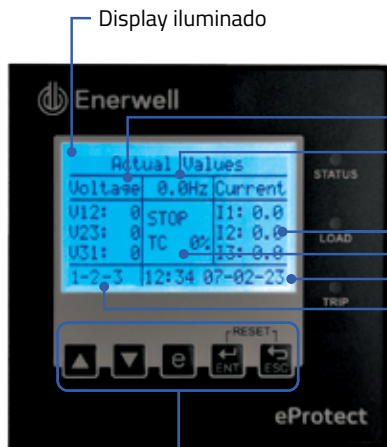 Display iluminado
Enerwell
Actual Values
Voltage 0.0Hz Current
V12: 0 STOP I1: 0.0
V23: 0 TC 0% I2: 0.0
V31: 0 I3: 0.0
1-2-3 12:34 07-02-23
STATUS
LOAD
TRIP
RESET
e ENT ESC
eProtect